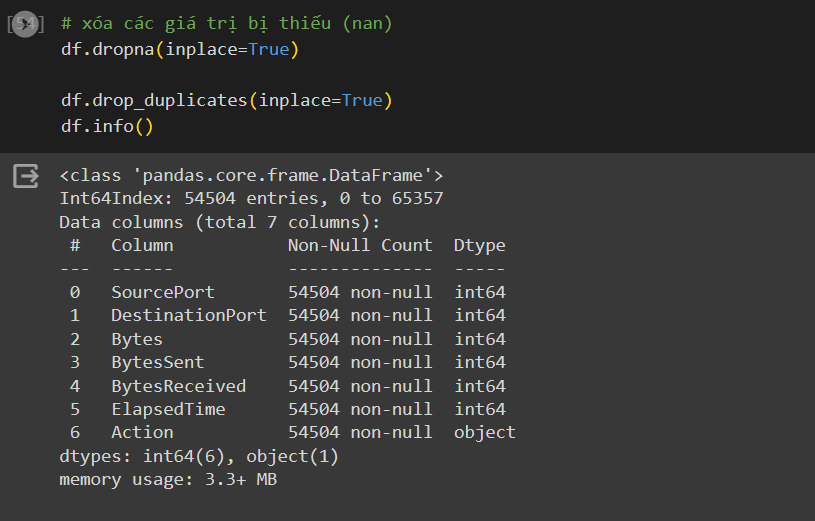 [54] # xóa các giá trị bị thiếu (nan)
df.dropna(inplace=True)
df.drop_duplicates(inplace=True)
df.info()
<class 'pandas.core.frame.DataFrame'>
Int64Index: 54504 entries, 0 to 65357
Data columns (total 7 columns):
 #   Column           Non-Null Count  Dtype
---  ------           --------------  -----
 0   SourcePort       54504 non-null  int64
 1   DestinationPort  54504 non-null  int64
 2   Bytes            54504 non-null  int64
 3   BytesSent        54504 non-null  int64
 4   BytesReceived    54504 non-null  int64
 5   ElapsedTime      54504 non-null  int64
 6   Action           54504 non-null  object
dtypes: int64(6), object(1)
memory usage: 3.3+ MB